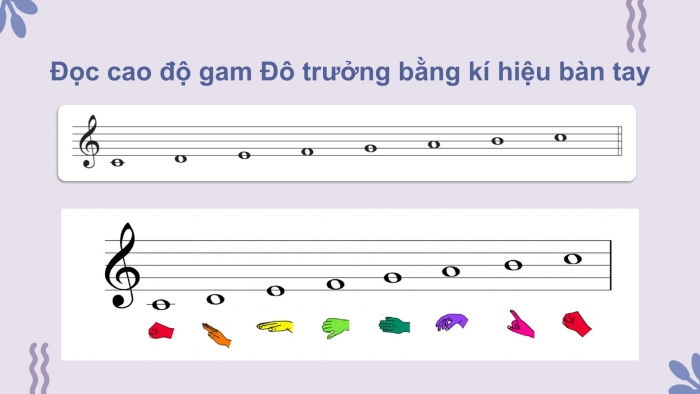 Đọc cao độ gam Đô trưởng bằng kí hiệu bàn tay